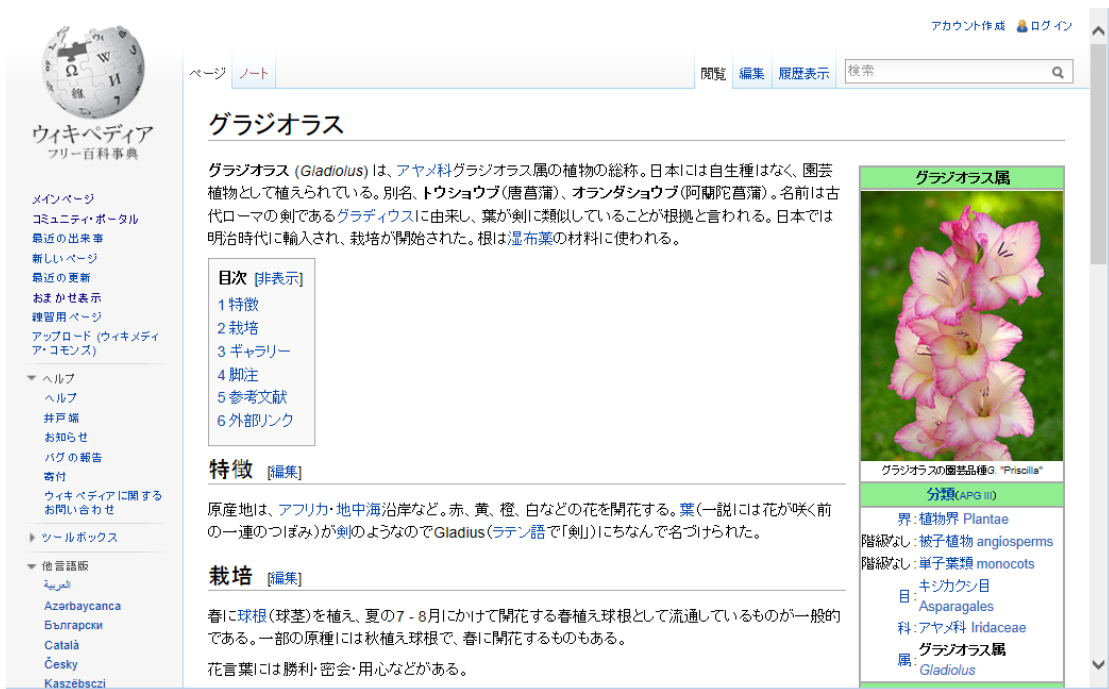 アカウント作成 ログイン
ページ ノート 閲覧 編集 履歴表示 検索
ウィキペディア
フリー百科事典
メインページ
コミュニティ・ポータル
最近の出来事
新しいページ
最近の更新
おまかせ表示
練習用ページ
アップロード (ウィキメディ
ア・コモンズ)
ヘルプ
ヘルプ
井戸端
お知らせ
バグの報告
寄付
ウィキペディアに関する
お問い合わせ
ツールボックス
他言語版
العربية
Azərbaycanca
Български
Català
Česky
Kaszëbsczi
グラジオラス
グラジオラス (Gladiolus) は、アヤメ科グラジオラス属の植物の総称。日本には自生種はなく、園芸
植物として植えられている。別名、トウショウブ(唐菖蒲)、オランダショウブ(阿蘭陀菖蒲)。名前は古
代ローマの剣であるグラディウスに由来し、葉が剣に類似していることが根拠と言われる。日本では
明治時代に輸入され、栽培が開始された。根は湿布薬の材料に使われる。
目次 [非表示]
1 特徴
2 栽培
3 ギャラリー
4 脚注
5 参考文献
6 外部リンク
特徴 [編集]
原産地は、アフリカ・地中海沿岸など。赤、黄、橙、白などの花を開花する。葉(一説には花が咲く前
の一連のつぼみ)が剣のようなのでGladius(ラテン語で「剣」)にちなんで名づけられた。
栽培 [編集]
春に球根(球茎)を植え、夏の7 - 8月にかけて開花する春植え球根として流通しているものが一般的
である。一部の原種には秋植え球根で、春に開花するものもある。
花言葉には勝利・密会・用心などがある。
グラジオラス属
グラジオラスの園芸品種G. "Priscilla"
分類(APG III)
界 : 植物界 Plantae
階級なし : 被子植物 angiosperms
階級なし : 単子葉類 monocots
目 : キジカクシ目
Asparagales
科 : アヤメ科 Iridaceae
属 : グラジオラス属
Gladiolus